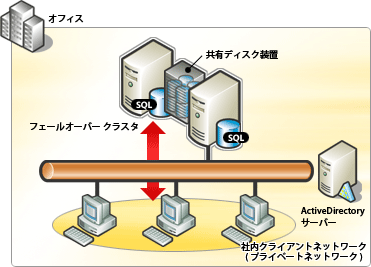 オフィス
共有ディスク装置
SQL
フェールオーバー クラスタ
SQL
ActiveDirectory
サーバー
社内クライアントネットワーク
( プライベートネットワーク )